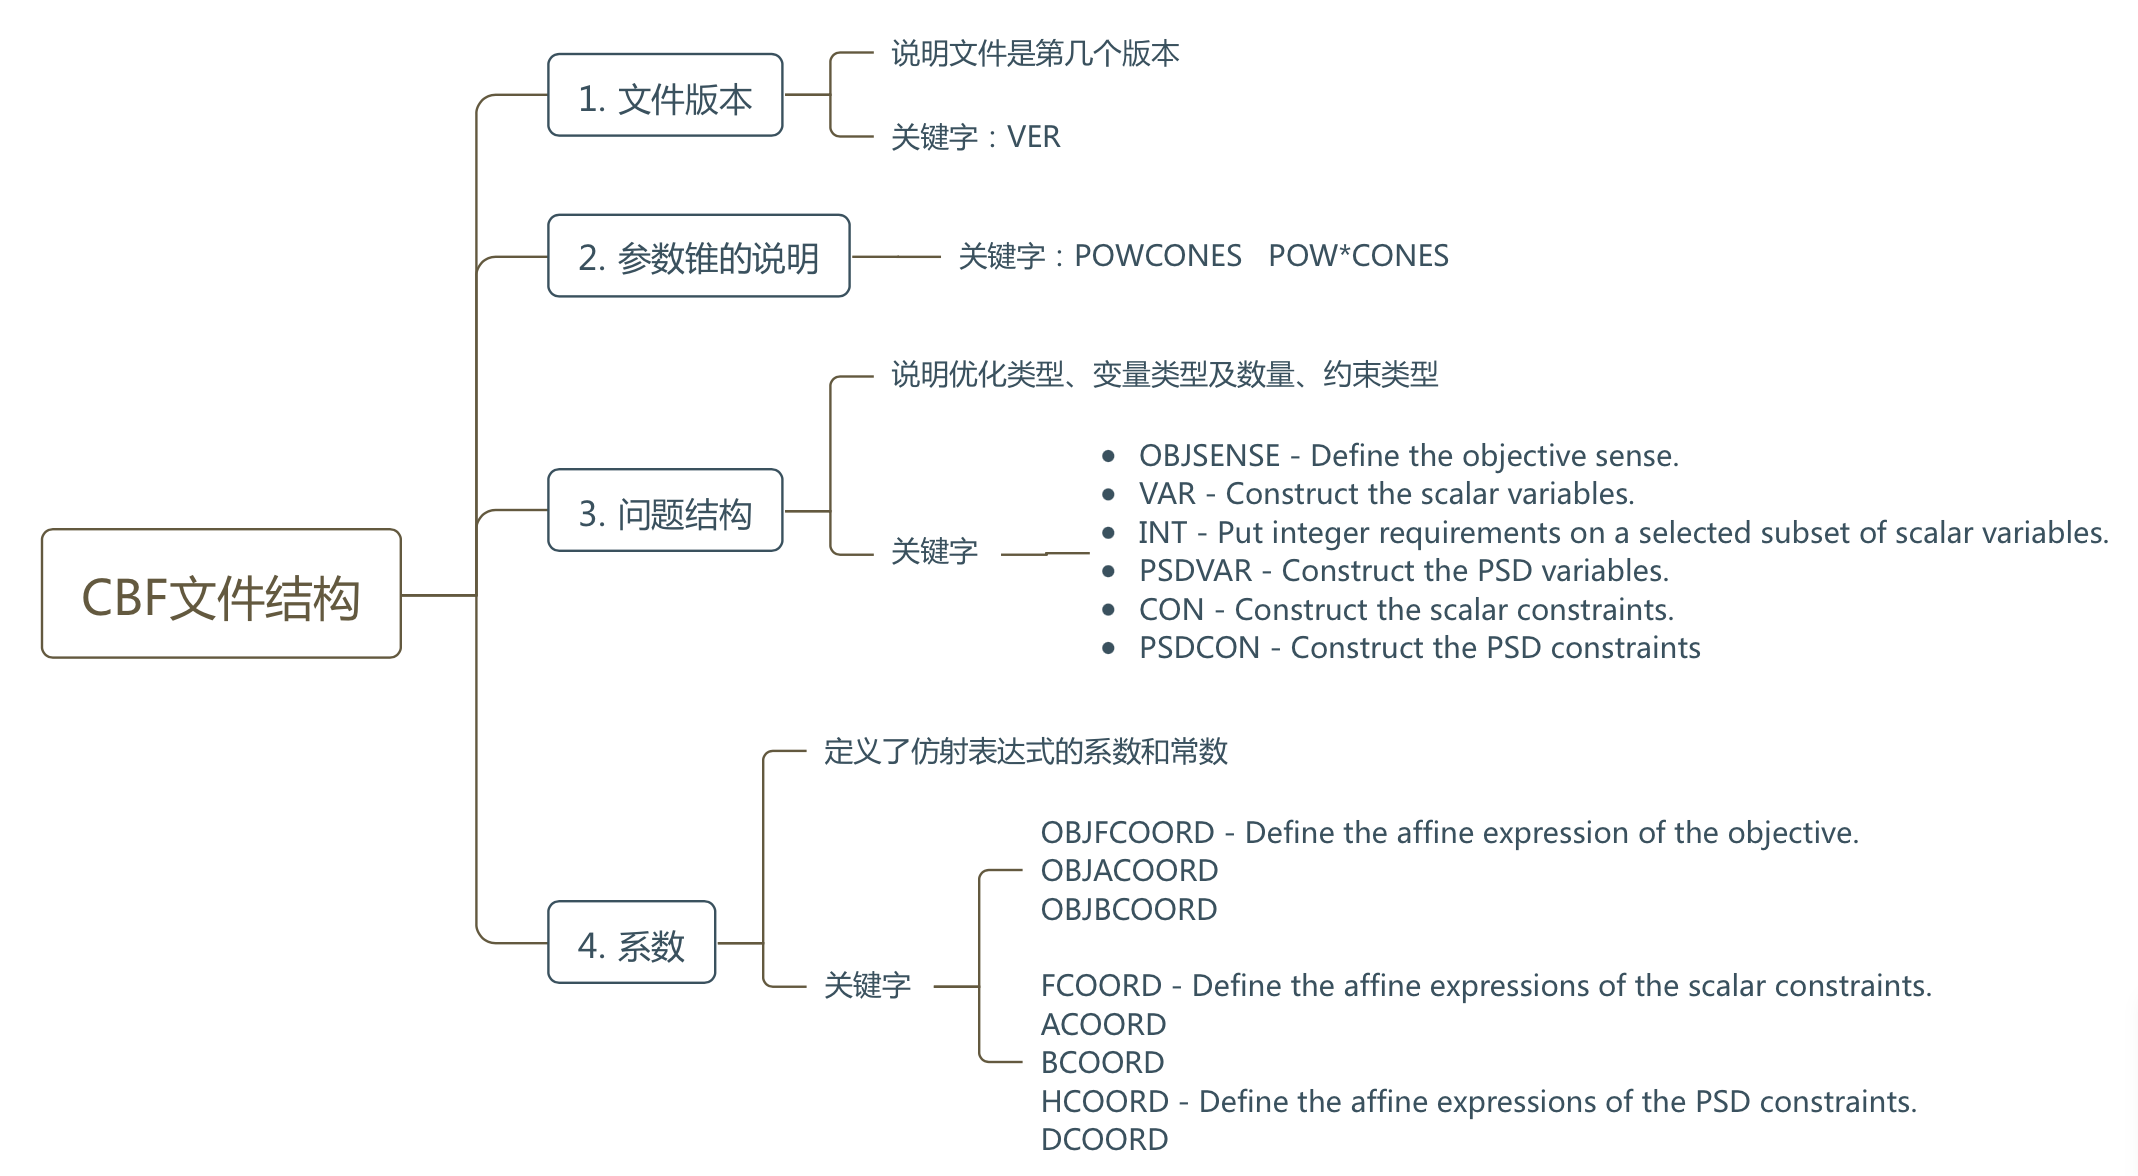 CBF文件结构
1. 文件版本
说明文件是第几个版本
关键字：VER
2. 参数锥的说明
关键字：POWCONES POW*CONES
3. 问题结构
说明优化类型、变量类型及数量、约束类型
关键字
● OBJSENSE - Define the objective sense.
● VAR - Construct the scalar variables.
● INT - Put integer requirements on a selected subset of scalar variables.
● PSDVAR - Construct the PSD variables.
● CON - Construct the scalar constraints.
● PSDCON - Construct the PSD constraints
4. 系数
定义了仿射表达式的系数和常数
关键字
OBJFCOORD - Define the affine expression of the objective.
OBJACOORD
OBJBCOORD
FCOORD - Define the affine expressions of the scalar constraints.
ACOORD
BCOORD
HCOORD - Define the affine expressions of the PSD constraints.
DCOORD